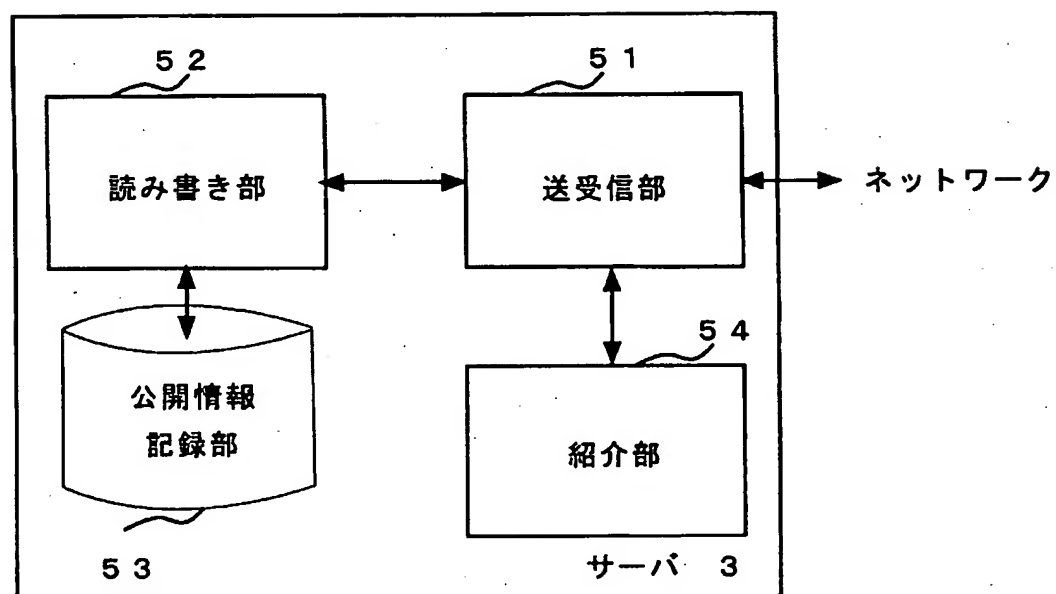 ５２
５１
読み書き部
送受信部
ネットワーク
５４
公開情報
記録部
紹介部
５３
サーバ ３